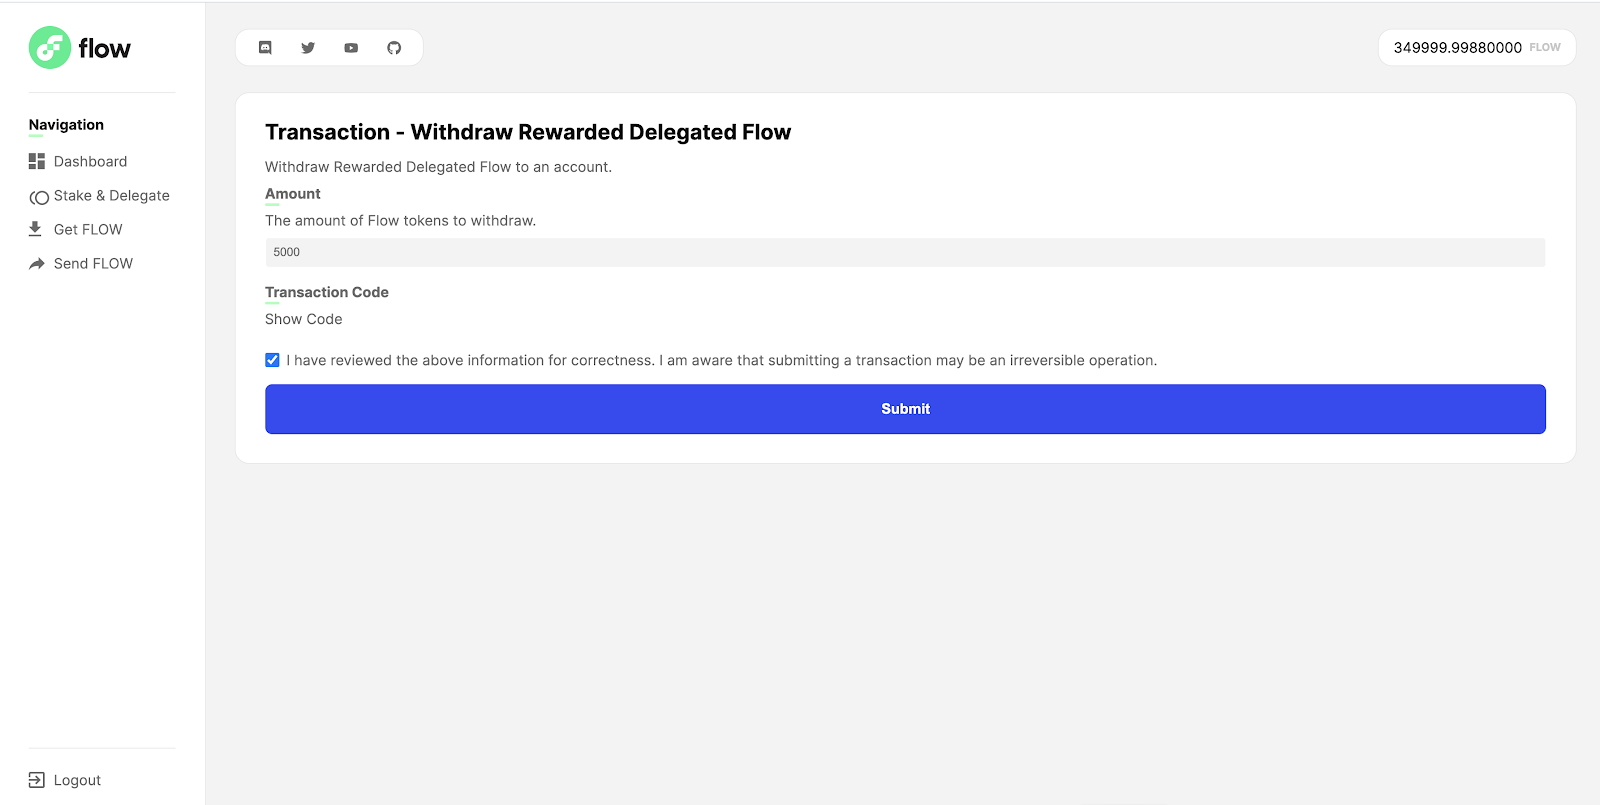 flow
349999.99880000 FLOW
Navigation
Dashboard
Stake & Delegate
Get FLOW
Send FLOW
Logout
Transaction - Withdraw Rewarded Delegated Flow
Withdraw Rewarded Delegated Flow to an account.
Amount
The amount of Flow tokens to withdraw.
5000
Transaction Code
Show Code
I have reviewed the above information for correctness. I am aware that submitting a transaction may be an irreversible operation.
Submit